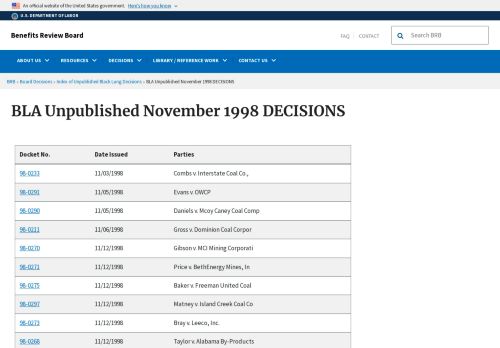 An official website of the United States government. Here's how you know
U.S. DEPARTMENT OF LABOR
Benefits Review Board
FAQ CONTACT
Search BRB
ABOUT US RESOURCES DECISIONS LIBRARY / REFERENCE WORK CONTACT US
BRB › Board Decisions › Index of Unpublished Black Lung Decisions › BLA Unpublished November 1998 DECISIONS
BLA Unpublished November 1998 DECISIONS
Docket No. Date Issued Parties
98-0233 11/03/1998 Combs v. Interstate Coal Co.,
98-0291 11/05/1998 Evans v. OWCP
98-0290 11/05/1998 Daniels v. Mcoy Caney Coal Comp
98-0211 11/06/1998 Gross v. Dominion Coal Corpor
98-0270 11/12/1998 Gibson v. MCI Mining Corporati
98-0271 11/12/1998 Price v. BethEnergy Mines, In
98-0275 11/12/1998 Baker v. Freeman United Coal
98-0297 11/12/1998 Matney v. Island Creek Coal Co
98-0273 11/12/1998 Bray v. Leeco, Inc.
98-0268 11/12/1998 Taylor v. Alabama By-Products